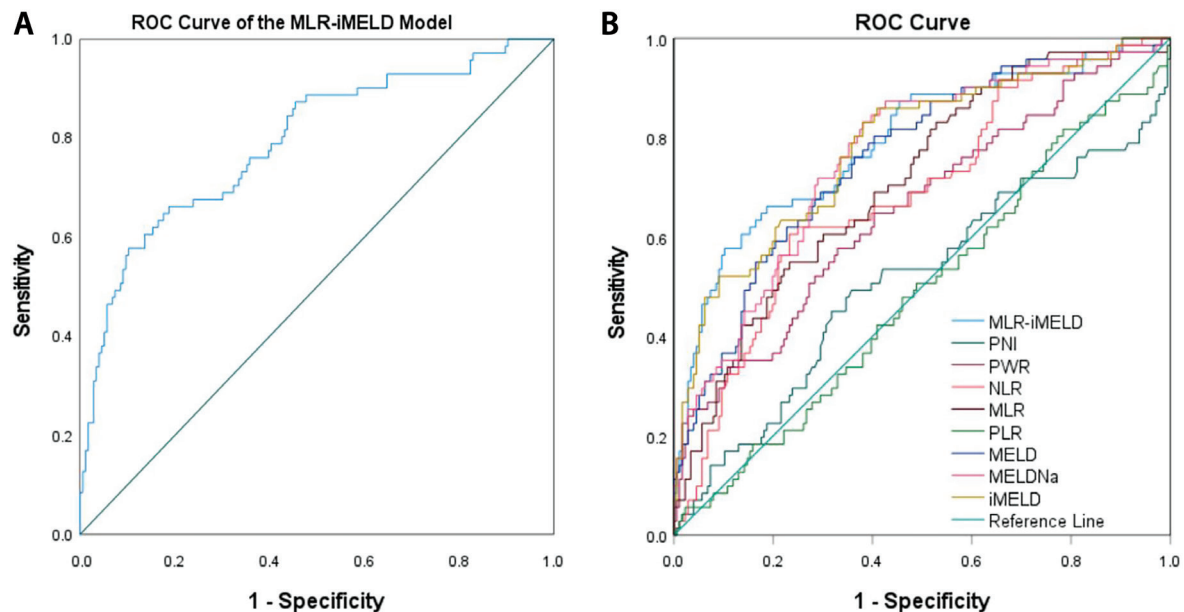 A
ROC Curve of the MLR-iMELD Model
1.0
0.8
0.6
0.4
0.2
0.0
Sensitivity
0.0 0.2 0.4 0.6 0.8 1.0
1 - Specificity
B
ROC Curve
1.0
0.8
0.6
0.4
0.2
0.0
Sensitivity
MLR-iMELD
PNI
PWR
NLR
MLR
PLR
MELD
MELDNa
iMELD
Reference Line
0.0 0.2 0.4 0.6 0.8 1.0
1 - Specificity